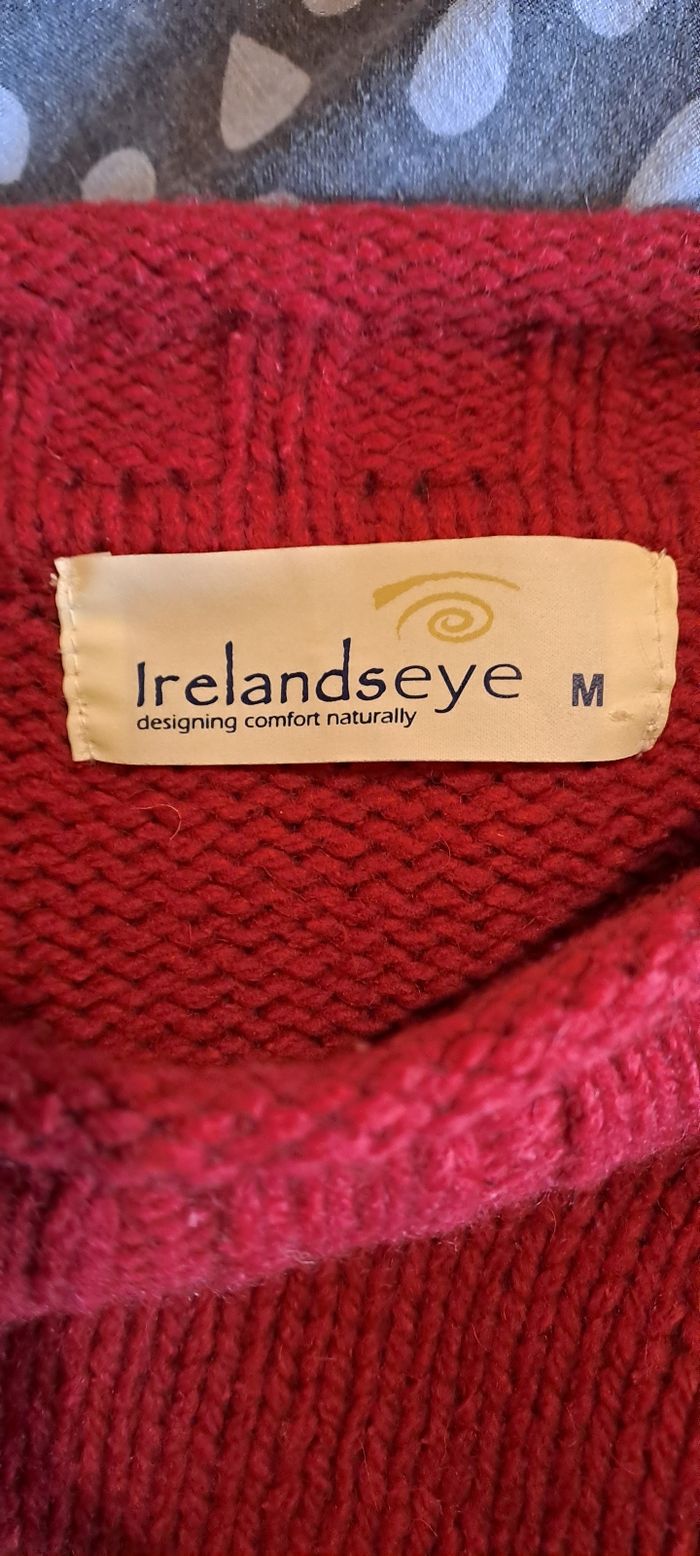 Irelandseye M
designing comfort naturally